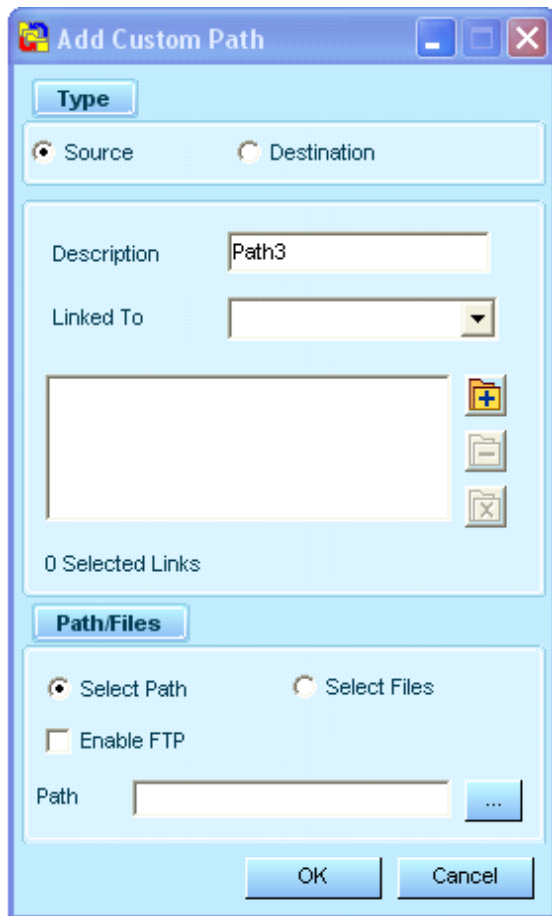 Add Custom Path
Type
Source
Destination
Description
Path3
Linked To
0 Selected Links
Path/Files
Select Path
Select Files
Enable FTP
Path
...
OK
Cancel